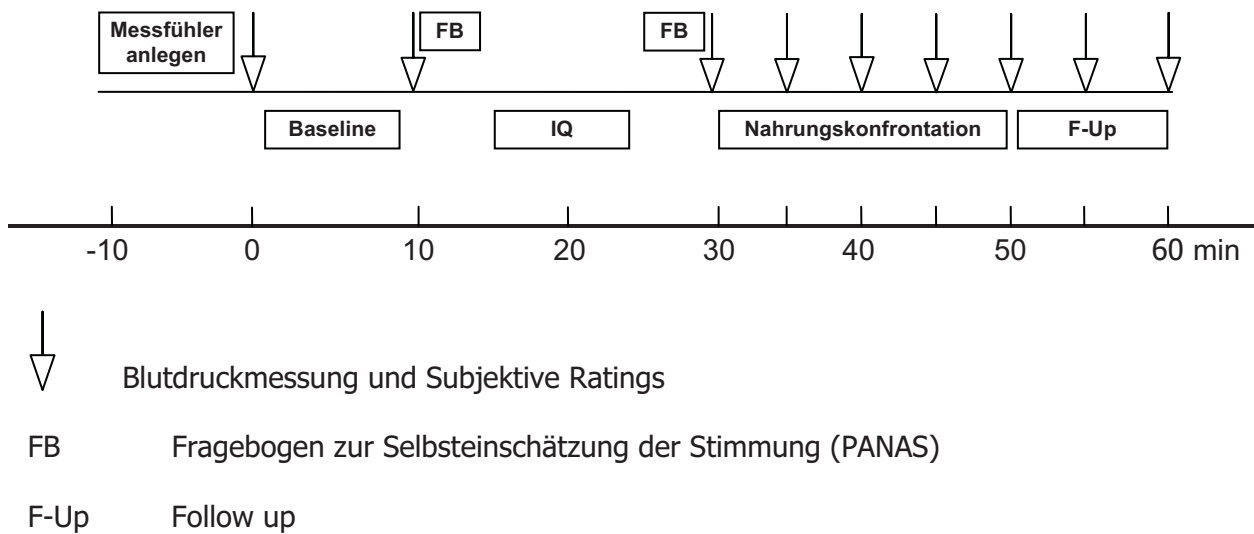 Messfühler
anlegen
FB
FB
Baseline
IQ
Nahrungskonfrontation
F-Up
-10 0 10 20 30 40 50 60 min
Blutdruckmessung und Subjektive Ratings
FB Fragebogen zur Selbsteinschätzung der Stimmung (PANAS)
F-Up Follow up